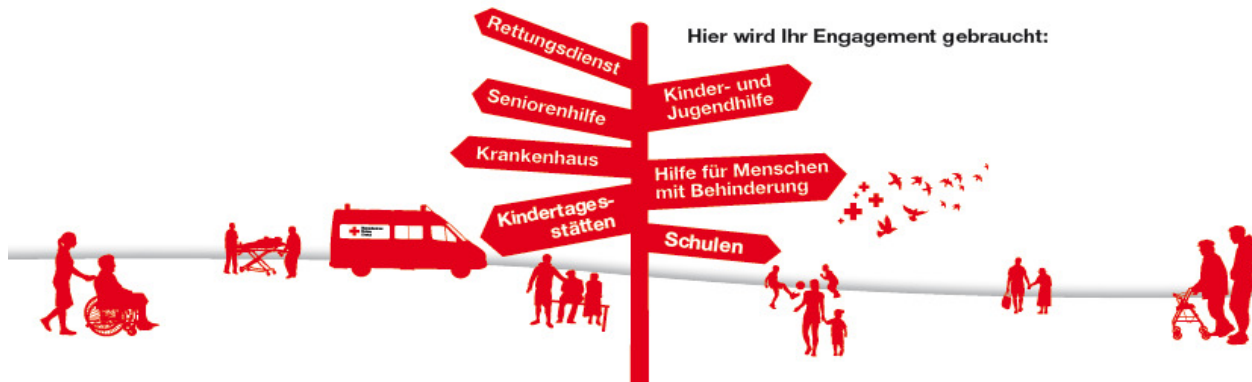 Hier wird Ihr Engagement gebraucht:
Rettungsdienst
Seniorenhilfe
Krankenhaus
Kindertages-
stätten
Kinder- und
Jugendhilfe
Hilfe für Menschen
mit Behinderung
Schulen